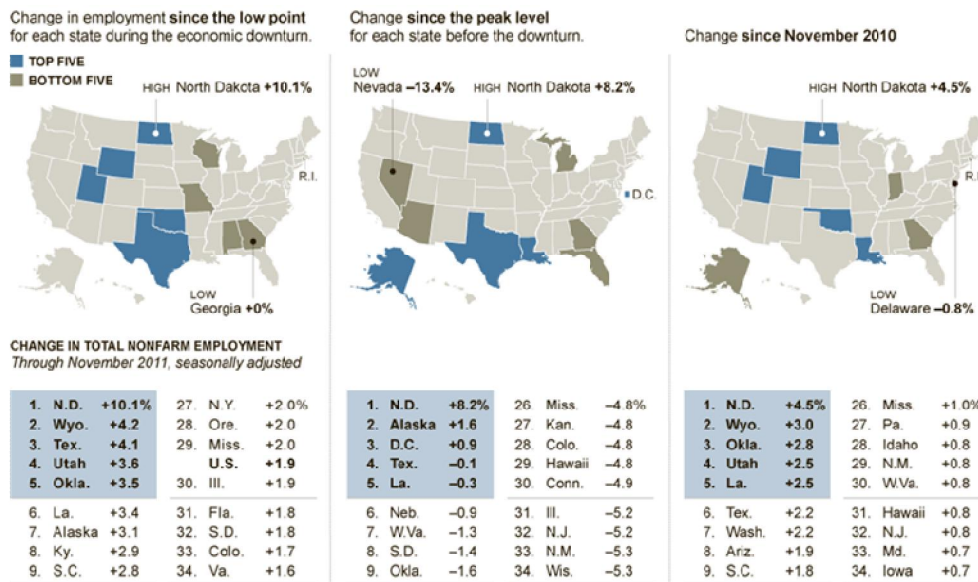 Change in employment since the low point
for each state during the economic downturn.
TOP FIVE
BOTTOM FIVE
HIGH North Dakota +10.1%
R.I.
LOW
Georgia +0%
Change since the peak level
for each state before the downturn.
LOW
Nevada –13.4%
HIGH North Dakota +8.2%
D.C.
Change since November 2010
HIGH North Dakota +4.5%
R.I.
LOW
Delaware –0.8%
CHANGE IN TOTAL NONFARM EMPLOYMENT
Through November 2011, seasonally adjusted
1. N.D. +10.1%
2. Wyo. +4.2
3. Tex. +4.1
4. Utah +3.6
5. Okla. +3.5
6. La. +3.4
7. Alaska +3.1
8. Ky. +2.9
9. S.C. +2.8
27. N.Y. +2.0%
28. Ore. +2.0
29. Miss. +2.0
U.S. +1.9
30. Ill. +1.9
31. Fla. +1.8
32. S.D. +1.8
33. Colo. +1.7
34. Va. +1.6
1. N.D. +8.2%
2. Alaska +1.6
3. D.C. +0.9
4. Tex. –0.1
5. La. –0.3
6. Neb. –0.9
7. W.Va. –1.3
8. S.D. –1.4
9. Okla. –1.6
26. Miss. –4.8%
27. Kan. –4.8
28. Colo. –4.8
29. Hawaii –4.8
30. Conn. –4.9
31. Ill. –5.2
32. N.J. –5.2
33. N.M. –5.3
34. Wis. –5.3
1. N.D. +4.5%
2. Wyo. +3.0
3. Okla. +2.8
4. Utah +2.5
5. La. +2.5
6. Tex. +2.2
7. Wash. +2.2
8. Ariz. +1.9
9. S.C. +1.8
26. Miss. +1.0%
27. Pa. +0.9
28. Idaho +0.8
29. N.M. +0.8
30. W.Va. +0.8
31. Hawaii +0.8
32. N.J. +0.8
33. Md. +0.7
34. Iowa +0.7